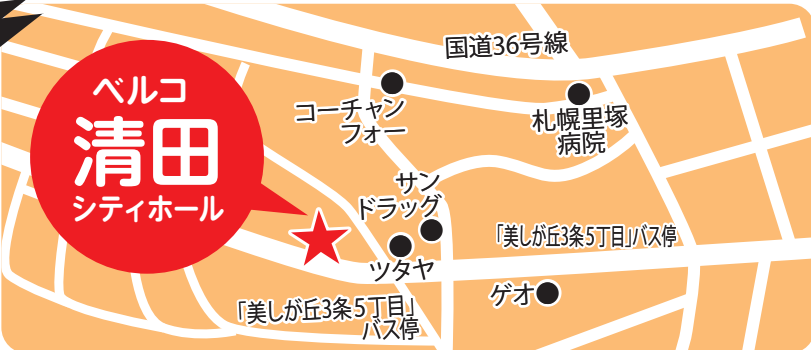 国道36号線
ベルコ
清田
シティホール
コーチャン
フォー
札幌里塚
病院
サン
ドラッグ
ツタヤ
「美しが丘3条5丁目」バス停
ゲオ
「美しが丘3条5丁目」
バス停